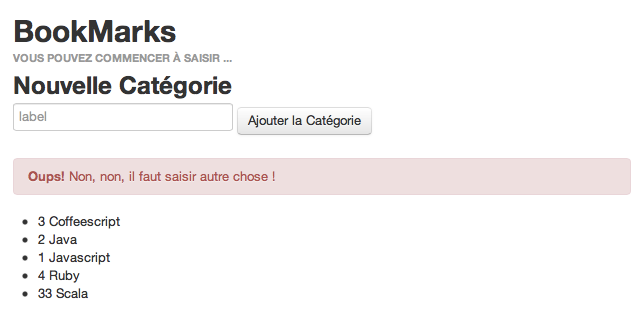 BookMarks
VOUS POUVEZ COMMENCER À SAISIR ...
Nouvelle Catégorie
label
Ajouter la Catégorie
Oups! Non, non, il faut saisir autre chose !
3 Coffeescript
2 Java
1 Javascript
4 Ruby
33 Scala